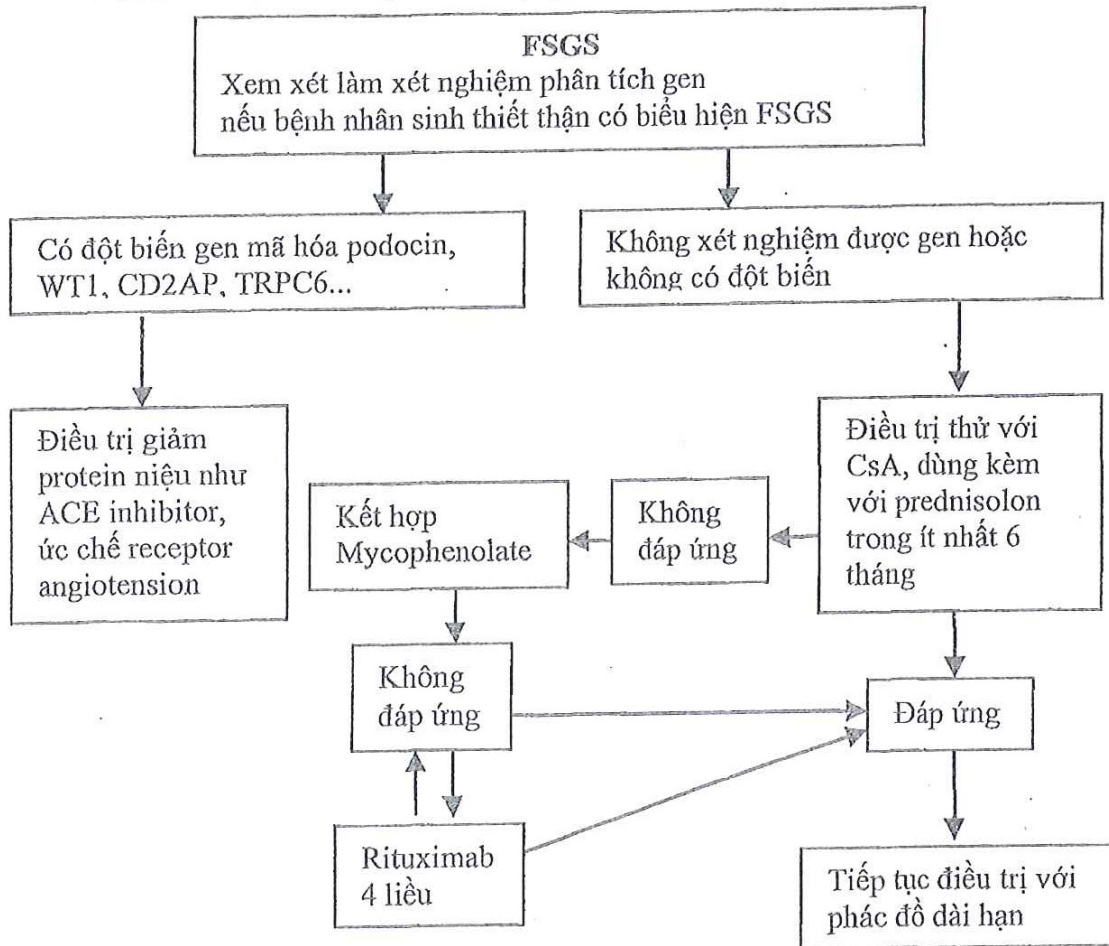 FSGS
Xem xét làm xét nghiệm phân tích gen
nếu bệnh nhân sinh thiết thận có biểu hiện FSGS
Có đột biến gen mã hóa podocin,
WT1, CD2AP, TRPC6...
Không xét nghiệm được gen hoặc
không có đột biến
Điều trị giảm
protein niệu như
ACE inhibitor,
ức chế receptor
angiotension
Kết hợp
Mycophenolate
Không
đáp ứng
Điều trị thử với
CsA, dùng kèm
với prednisolon
trong ít nhất 6
tháng
Không
đáp ứng
Đáp ứng
Rituximab
4 liều
Tiếp tục điều trị với
phác đồ dài hạn